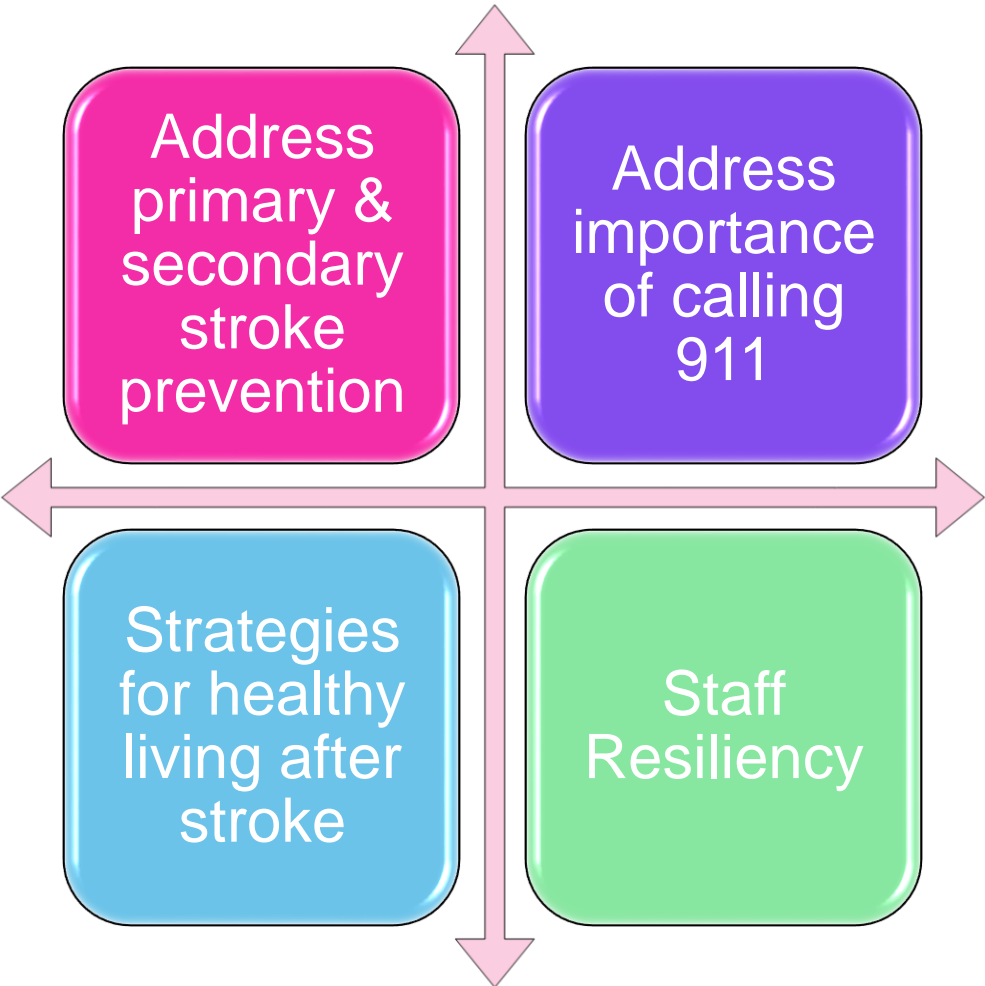 Address
primary &
secondary
stroke
prevention
Address
importance
of calling
911
Strategies
for healthy
living after
stroke
Staff
Resiliency